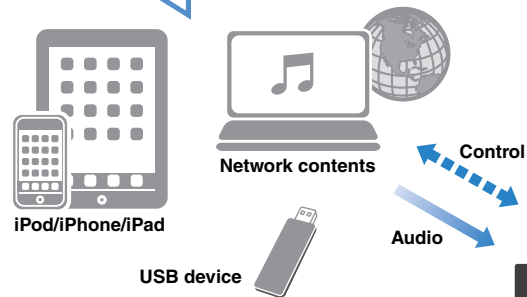 Network contents
Control
iPod/iPhone/iPad
Audio
USB device